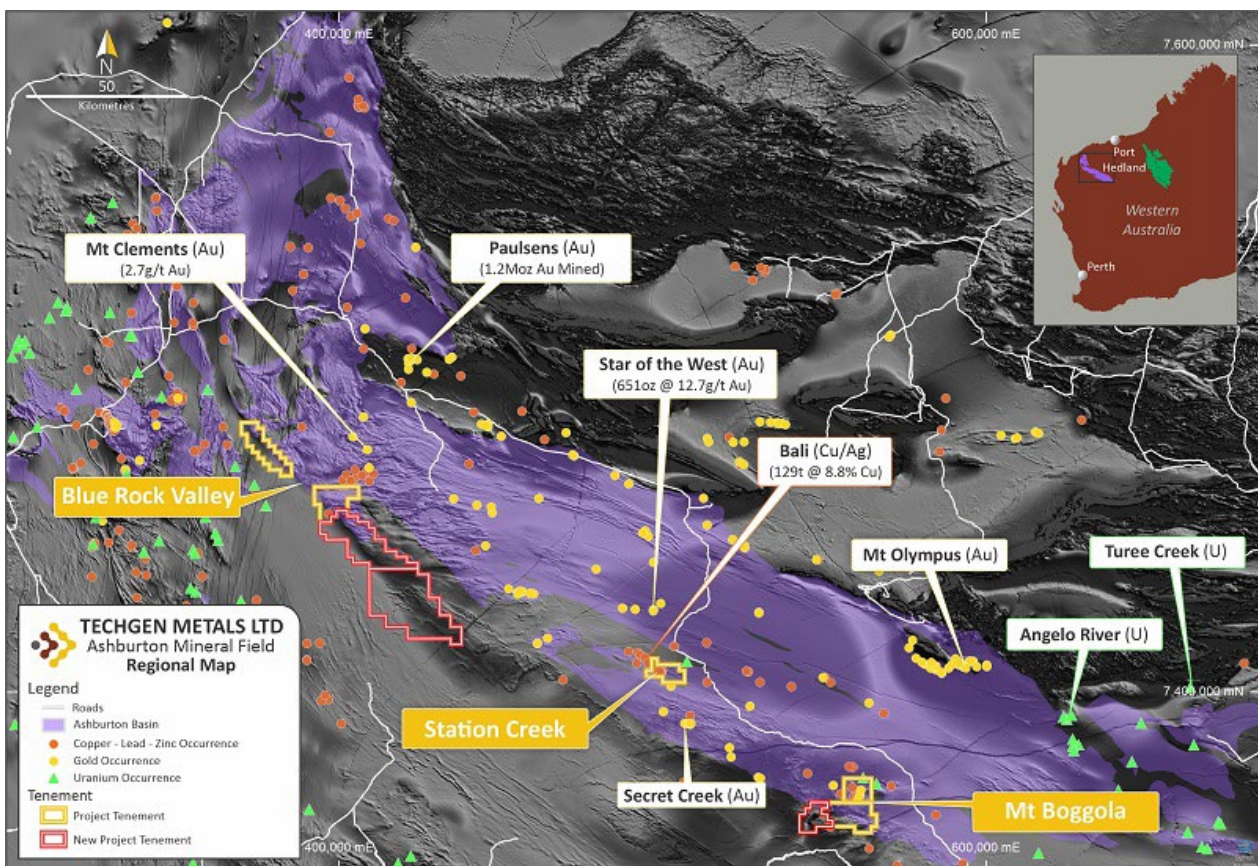 400,000 mE
600,000 mE
7,600,000 mN
N
50
Kilometres
Port
Hedland
Western
Australia
Perth
Mt Clements (Au)
(2.7g/t Au)
Paulsens (Au)
(1.2Moz Au Mined)
Star of the West (Au)
(651oz @ 12.7g/t Au)
Bali (Cu/Ag)
(129t @ 8.8% Cu)
Blue Rock Valley
Mt Olympus (Au)
Turee Creek (U)
Angelo River (U)
7,400,000 mN
Station Creek
Secret Creek (Au)
Mt Boggola
TECHGEN METALS LTD
Ashburton Mineral Field
Regional Map
Legend
Roads
Ashburton Basin
Copper - Lead - Zinc Occurrence
Gold Occurrence
Uranium Occurrence
Tenement
Project Tenement
New Project Tenement
400,000 mE
600,000 mE